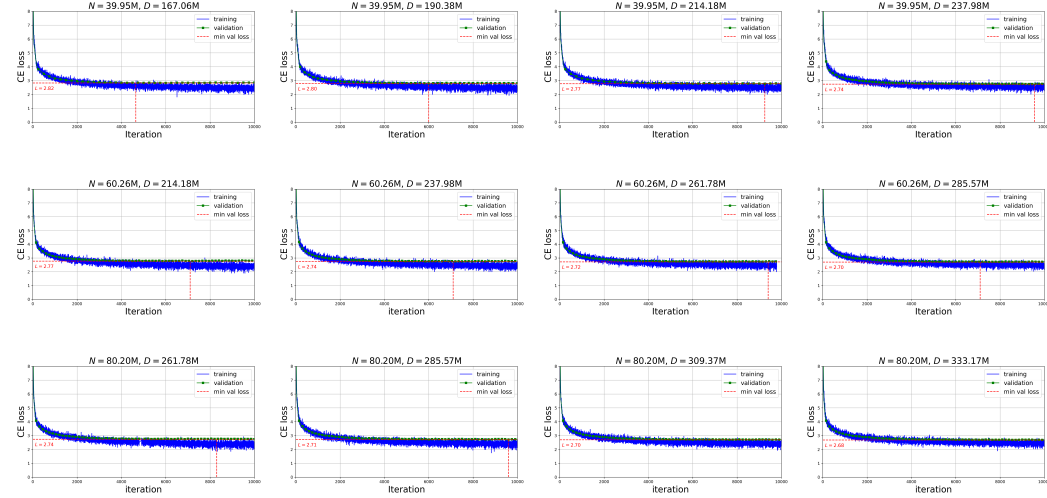 N = 39.95M, D = 167.06M
CE loss
training
validation
min val loss
L = 2.82
Iteration
N = 39.95M, D = 190.38M
CE loss
training
validation
min val loss
L = 2.80
Iteration
N = 39.95M, D = 214.18M
CE loss
training
validation
min val loss
L = 2.77
Iteration
N = 39.95M, D = 237.98M
CE loss
training
validation
min val loss
L = 2.74
Iteration
N = 60.26M, D = 214.18M
CE loss
training
validation
min val loss
L = 2.77
Iteration
N = 60.26M, D = 237.98M
CE loss
training
validation
min val loss
L = 2.74
iteration
N = 60.26M, D = 261.78M
CE loss
training
validation
min val loss
L = 2.72
Iteration
N = 60.26M, D = 285.57M
CE loss
training
validation
min val loss
L = 2.70
Iteration
N = 80.20M, D = 261.78M
CE loss
training
validation
min val loss
L = 2.74
iteration
N = 80.20M, D = 285.57M
CE loss
training
validation
min val loss
L = 2.71
iteration
N = 80.20M, D = 309.37M
CE loss
training
validation
min val loss
L = 2.70
iteration
N = 80.20M, D = 333.17M
CE loss
training
validation
min val loss
L = 2.68
iteration